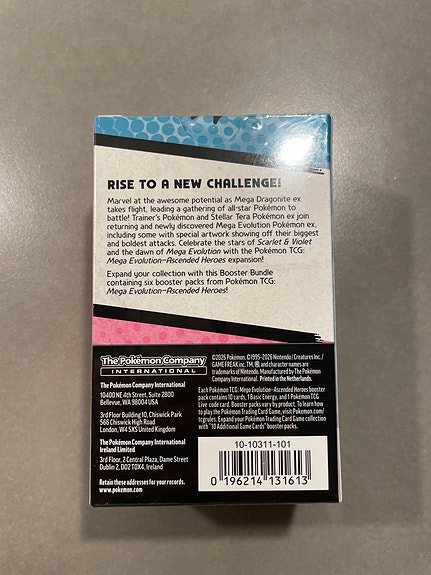 RISE TO A NEW CHALLENGE!
Marvel at the awesome potential as Mega Dragonite ex
takes flight, leading a gathering of all-star Pokémon to
battle! Trainer's Pokémon and Stellar Tera Pokémon ex join
returning and newly discovered Mega Evolution Pokémon ex,
including some with special artwork showing off their biggest
and boldest attacks. Celebrate the stars of Scarlet & Violet
and the dawn of Mega Evolution with the Pokémon TCG:
Mega Evolution—Ascended Heroes expansion!
Expand your collection with this Booster Bundle
containing six booster packs from Pokémon TCG:
Mega Evolution—Ascended Heroes!
The Pokémon Company
INTERNATIONAL
The Pokémon Company International
10400 NE 4th Street, Suite 2800
Bellevue, WA 98004 USA
3rd Floor Building 10, Chiswick Park
566 Chiswick High Road
London, W4 5XS United Kingdom
The Pokémon Company International
Ireland Limited
3rd Floor, 2 Central Plaza, Dame Street
Dublin 2, D02 T0X4, Ireland
Retain these addresses for your records.
www.pokemon.com
©2026 Pokémon. ©1995–2026 Nintendo / Creatures Inc. /
GAME FREAK inc. TM, ®, and character names are
trademarks of Nintendo. Manufactured by The Pokémon
Company International. Printed in the Netherlands.
Each Pokémon TCG: Mega Evolution—Ascended Heroes booster
pack contains 10 cards, 1 Basic Energy, and 1 Pokémon TCG
Live code card. Booster packs vary by product. To learn how
to play the Pokémon Trading Card Game, visit Pokemon.com/
tcgrules. Expand your Pokémon Trading Card Game collection
with "10 Additional Game Cards" booster packs.
10-10311-101
0 196214 131613